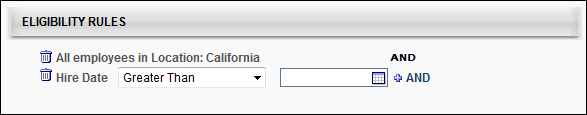 ELIGIBILITY RULES
All employees in Location: California AND
Hire Date Greater Than AND